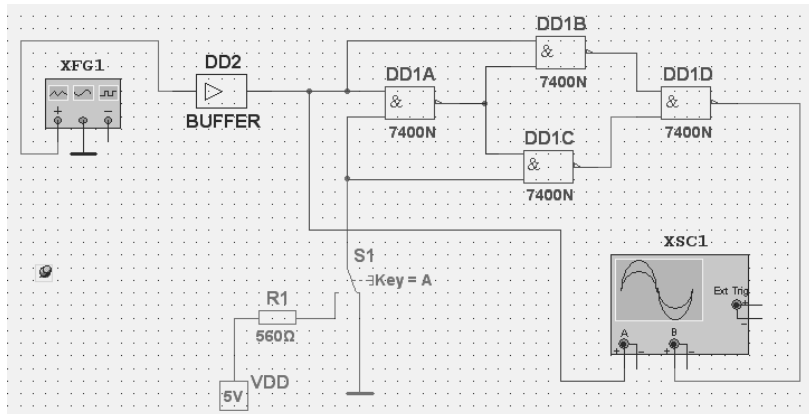 DD1B
XFG1
DD2
DD1A
DD1D
&
7400N
&
&
+
−
BUFFER
7400N
DD1C
7400N
&
7400N
S1
XSC1
Key = A
R1
Ext Trig
+
−
560Ω
A
B
+
−
+
−
VDD
5V